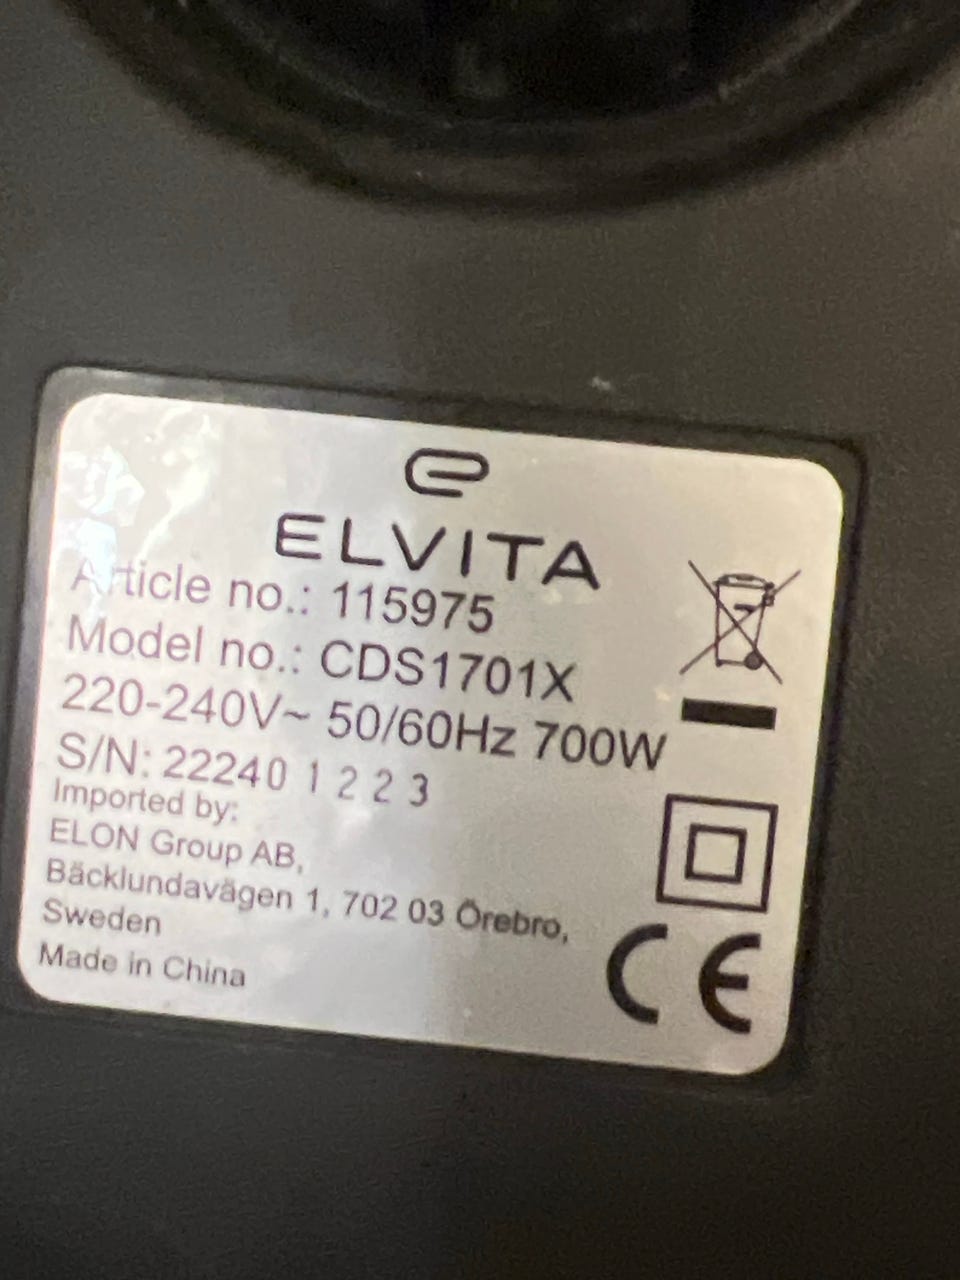 ELVITA
Article no.: 115975
Model no.: CDS1701X
220-240V~ 50/60Hz 700W
S/N: 22240 1 2 2 3
Imported by:
ELON Group AB,
Bäcklundavägen 1, 702 03 Örebro,
Sweden
Made in China
CE